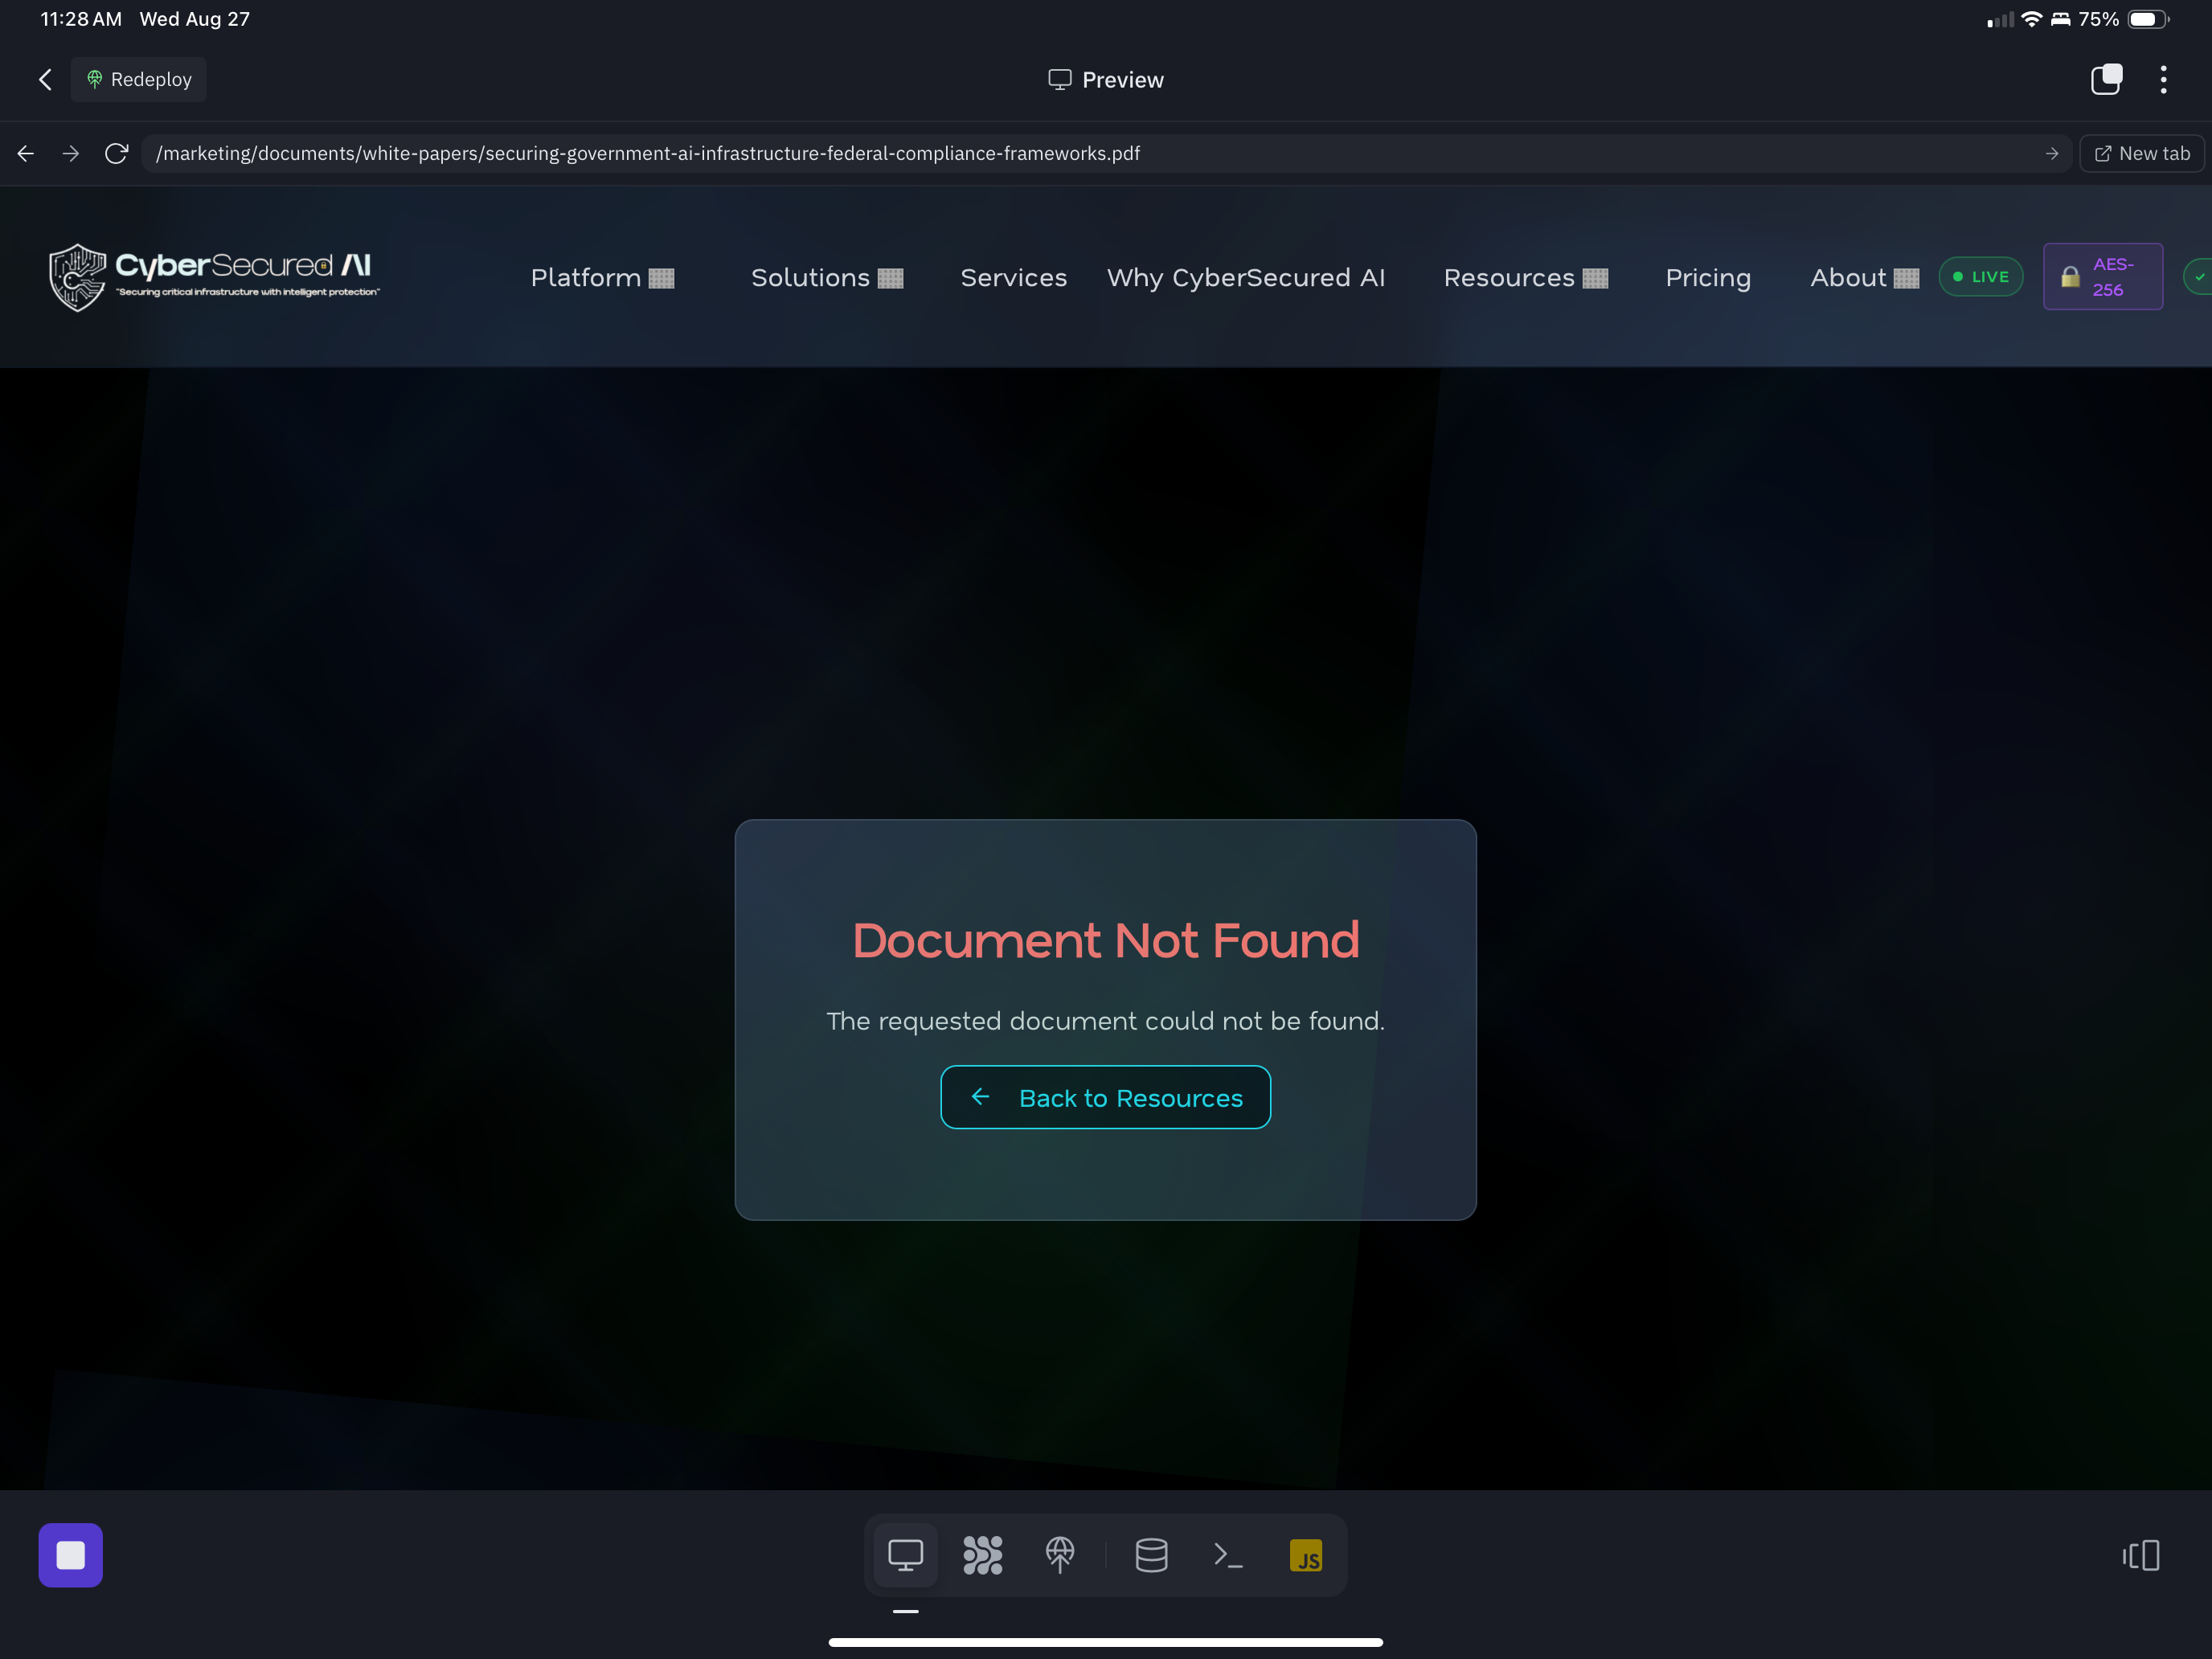 11:28 AM Wed Aug 27
75%
Redeploy
Preview
/marketing/documents/white-papers/securing-government-ai-infrastructure-federal-compliance-frameworks.pdf
New tab
CyberSecured AI
"Securing critical infrastructure with intelligent protection"
Platform
Solutions
Services
Why CyberSecured AI
Resources
Pricing
About
LIVE
AES-
256
Document Not Found
The requested document could not be found.
Back to Resources
JS